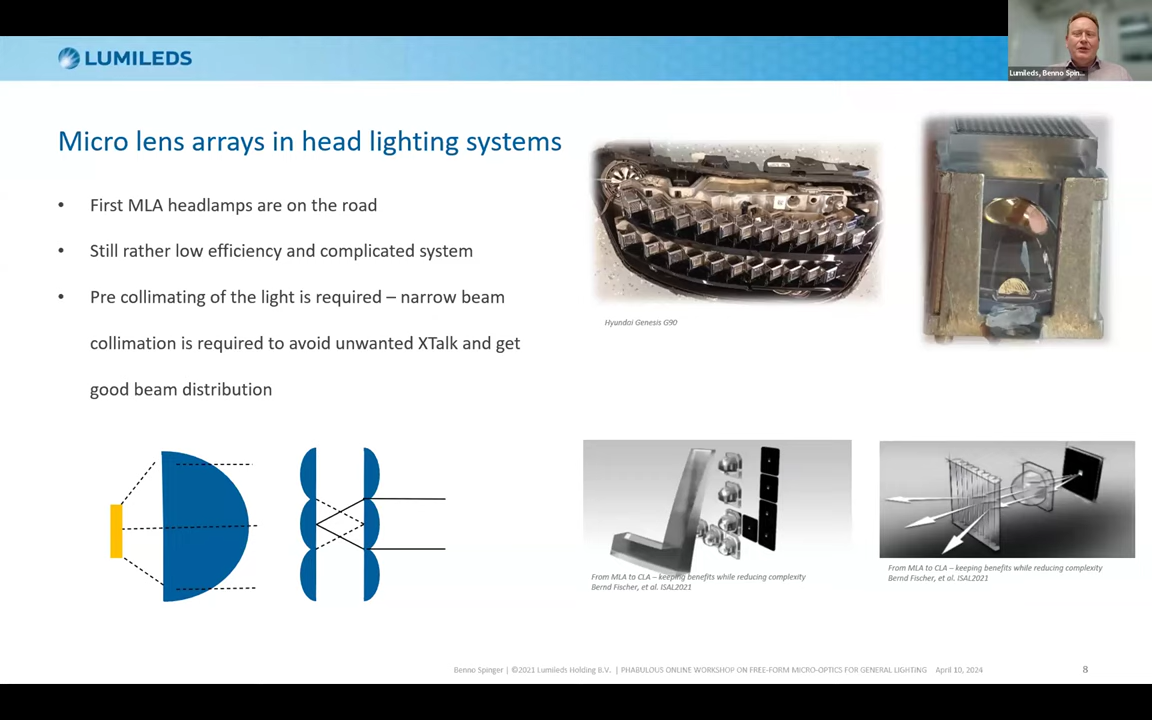 LUMILEDS
Lumileds, Benno Spin...
Micro lens arrays in head lighting systems
• First MLA headlamps are on the road
• Still rather low efficiency and complicated system
• Pre collimating of the light is required – narrow beam
collimation is required to avoid unwanted XTalk and get
good beam distribution
Hyundai Genesis G90
From MLA to CLA – keeping benefits while reducing complexity
Bernd Fischer, et al. ISAL2021
From MLA to CLA – keeping benefits while reducing complexity
Bernd Fischer, et al. ISAL2021
Benno Spinger | ©2021 Lumileds Holding B.V. | PHABULOUS ONLINE WORKSHOP ON FREE-FORM MICRO-OPTICS FOR GENERAL LIGHTING April 10, 2024
8